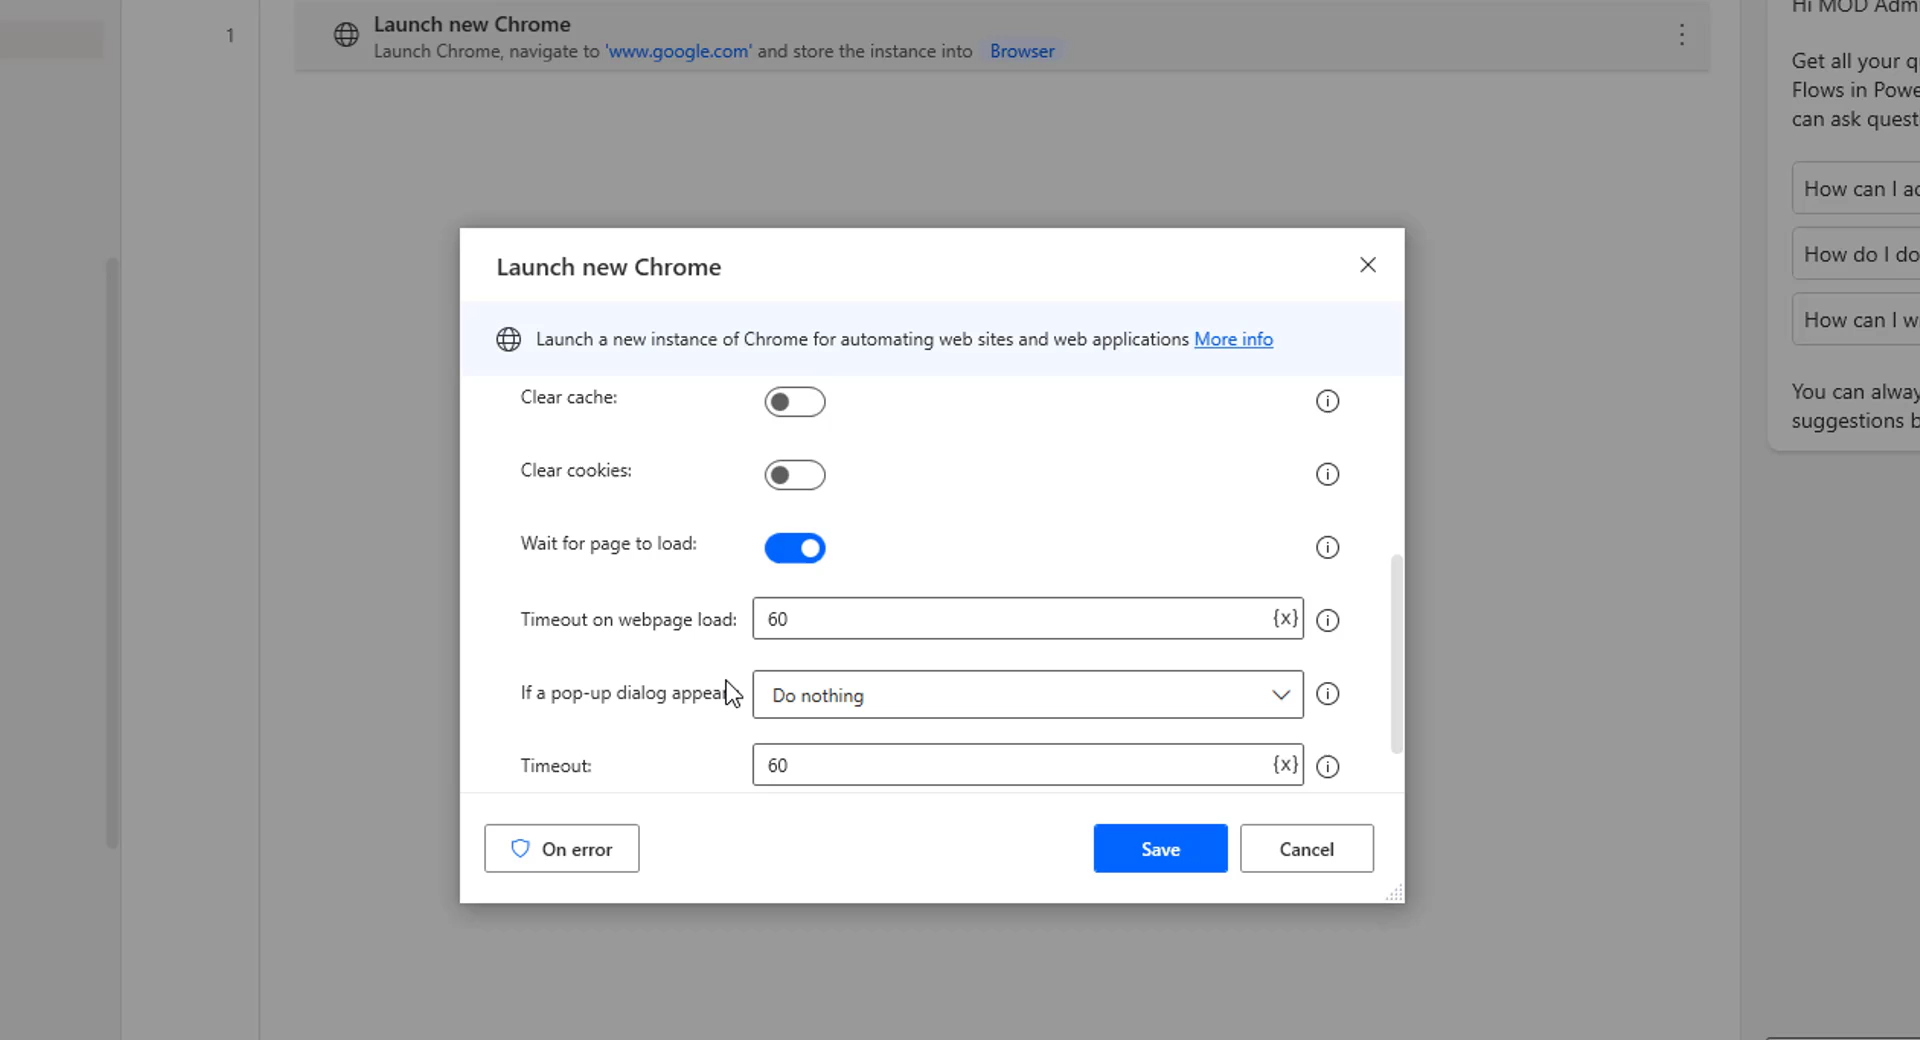 1
Launch new Chrome
Launch Chrome, navigate to 'www.google.com' and store the instance into Browser
Hi MOD Adm
Get all your q
Flows in Powe
can ask quest
How can I ac
How do I do
How can I w
You can alway
suggestions b
Launch new Chrome
Launch a new instance of Chrome for automating web sites and web applications More info
Clear cache:
Clear cookies:
Wait for page to load:
Timeout on webpage load:
60
{x}
If a pop-up dialog appear
Do nothing
Timeout:
60
{x}
On error
Save
Cancel